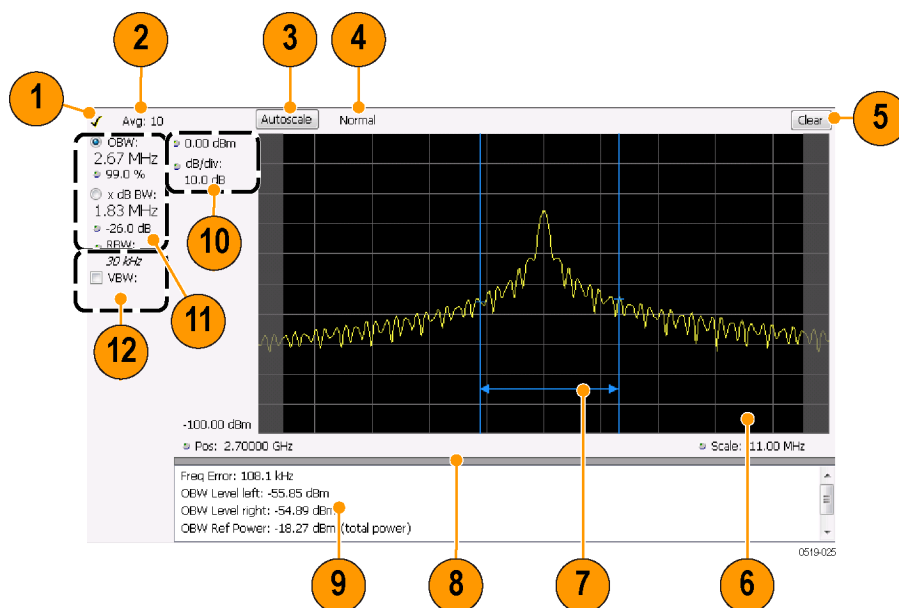 2
3
4
1
Avg: 10
Autoscale
Normal
Clear
5
OBW:
2.67 MHz
99.0 %
x dB BW:
1.83 MHz
-26.0 dB
RBW:
30 kHz
VBW:
0.00 dBm
dB/div:
10.0 dB
10
11
12
-100.00 dBm
Pos: 2.70000 GHz
Scale: 11.00 MHz
Freq Error: 108.1 kHz
OBW Level left: -55.85 dBm
OBW Level right: -54.89 dBm
OBW Ref Power: -18.27 dBm (total power)
0519-025
9
8
7
6